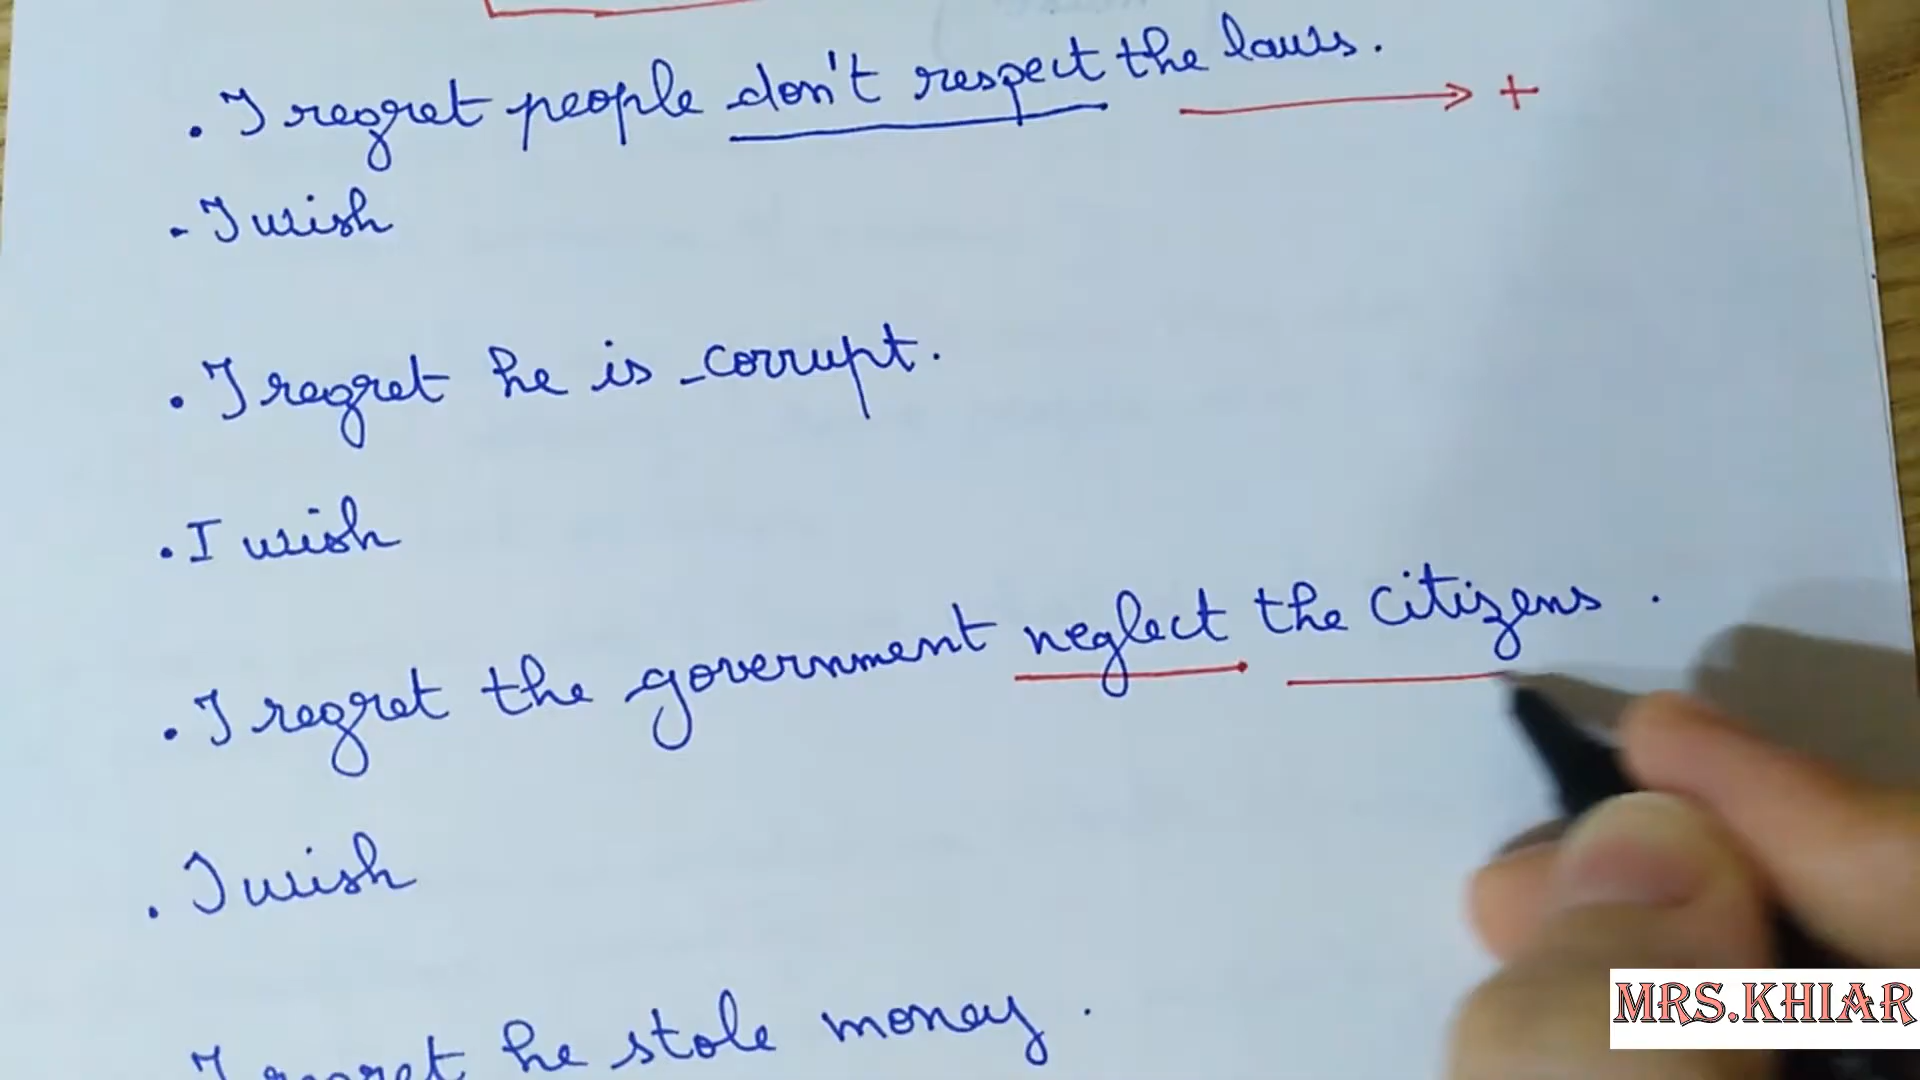 . I regret people don't respect the laws. → +
- I wish
. I regret he is corrupt.
. I wish
. I regret the government neglect the citizens.
. I wish
I regret he stole money.
MRS.KHIAR